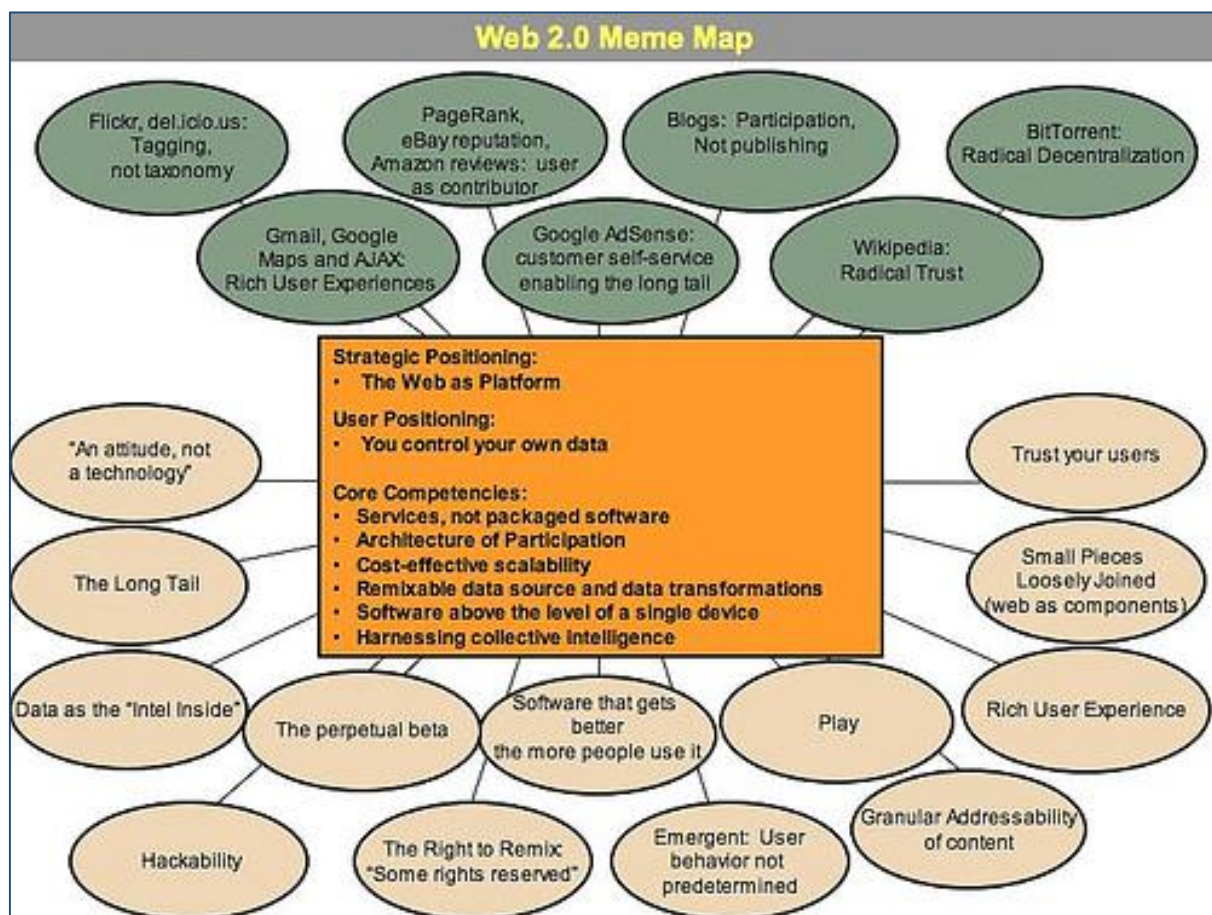 Web 2.0 Meme Map
Flickr, del.icio.us:
Tagging,
not taxonomy
PageRank,
eBay reputation,
Amazon reviews: user
as contributor
Blogs: Participation,
Not publishing
BitTorrent:
Radical Decentralization
Gmail, Google
Maps and AJAX:
Rich User Experiences
Google AdSense:
customer self-service
enabling the long tail
Wikipedia:
Radical Trust
Strategic Positioning:
• The Web as Platform
User Positioning:
• You control your own data
Core Competencies:
• Services, not packaged software
• Architecture of Participation
• Cost-effective scalability
• Remixable data source and data transformations
• Software above the level of a single device
• Harnessing collective intelligence
"An attitude, not
a technology"
Trust your users
The Long Tail
Small Pieces
Loosely Joined
(web as components)
Data as the "Intel Inside"
The perpetual beta
Software that gets
better
the more people use it
Play
Rich User Experience
Hackability
The Right to Remix:
"Some rights reserved"
Emergent: User
behavior not
predetermined
Granular Addressability
of content